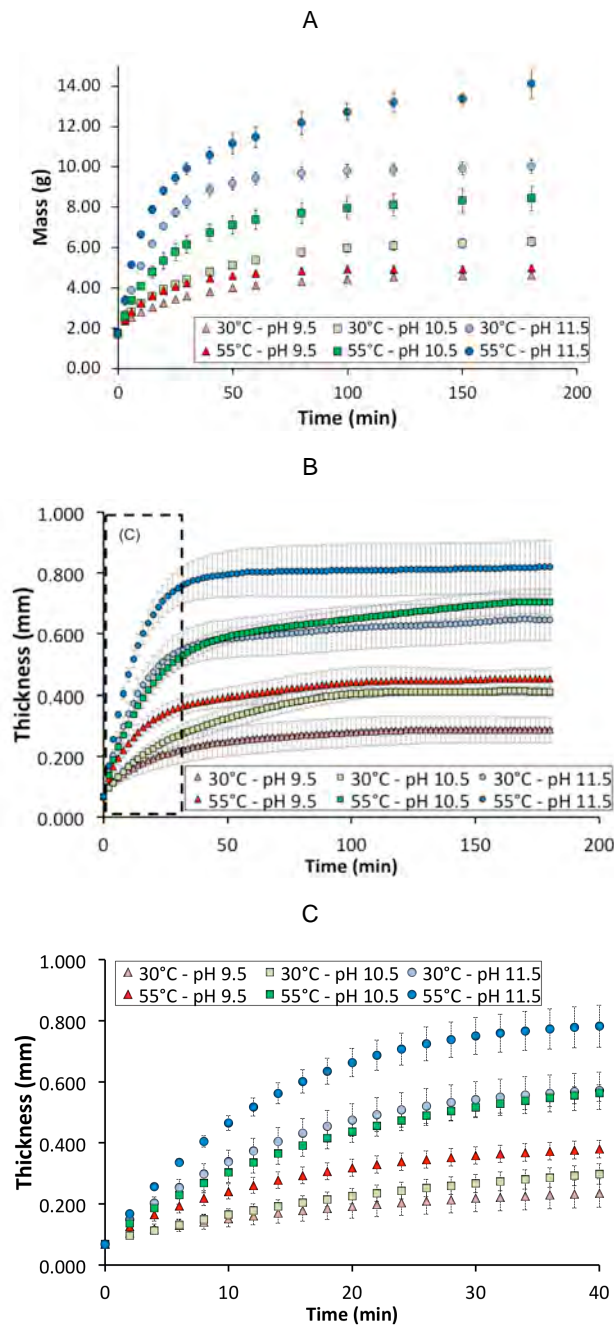 A
14.00
12.00
10.00
8.00
6.00
4.00
2.00
0.00
Mass (g)
30°C - pH 9.5 30°C - pH 10.5 30°C - pH 11.5
55°C - pH 9.5 55°C - pH 10.5 55°C - pH 11.5
0 50 100 150 200
Time (min)
B
1.000
0.800
0.600
0.400
0.200
0.000
Thickness (mm)
(C)
30°C - pH 9.5 30°C - pH 10.5 30°C - pH 11.5
55°C - pH 9.5 55°C - pH 10.5 55°C - pH 11.5
0 50 100 150 200
Time (min)
C
1.000
0.800
0.600
0.400
0.200
0.000
Thickness (mm)
30°C - pH 9.5 30°C - pH 10.5 30°C - pH 11.5
55°C - pH 9.5 55°C - pH 10.5 55°C - pH 11.5
0 10 20 30 40
Time (min)